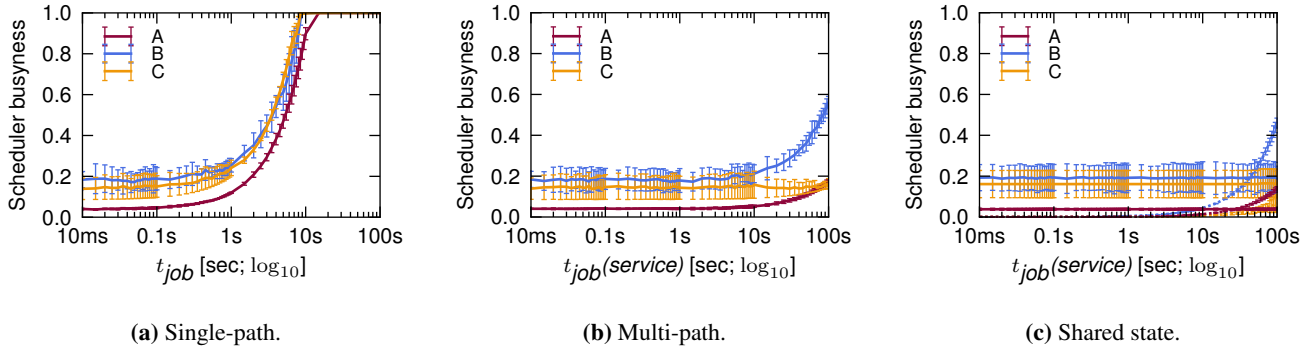 Scheduler busyness
1.0
0.8
0.6
0.4
0.2
0.0
A
B
C
10ms 0.1s 1s 10s 100s
t_job [sec; log_10]
(a) Single-path.
Scheduler busyness
1.0
0.8
0.6
0.4
0.2
0.0
A
B
C
10ms 0.1s 1s 10s 100s
t_job(service) [sec; log_10]
(b) Multi-path.
Scheduler busyness
1.0
0.8
0.6
0.4
0.2
0.0
A
B
C
10ms 0.1s 1s 10s 100s
t_job(service) [sec; log_10]
(c) Shared state.